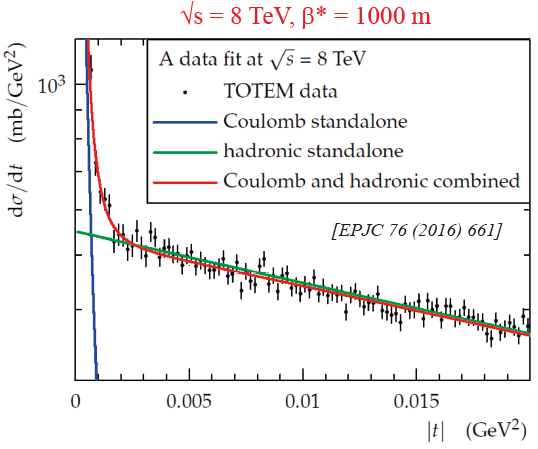 √s = 8 TeV, β* = 1000 m
A data fit at √s = 8 TeV
TOTEM data
Coulomb standalone
hadronic standalone
Coulomb and hadronic combined
[EPJC 76 (2016) 661]
dσ/dt (mb/GeV²)
10³
0 0.005 0.01 0.015
|t| (GeV²)